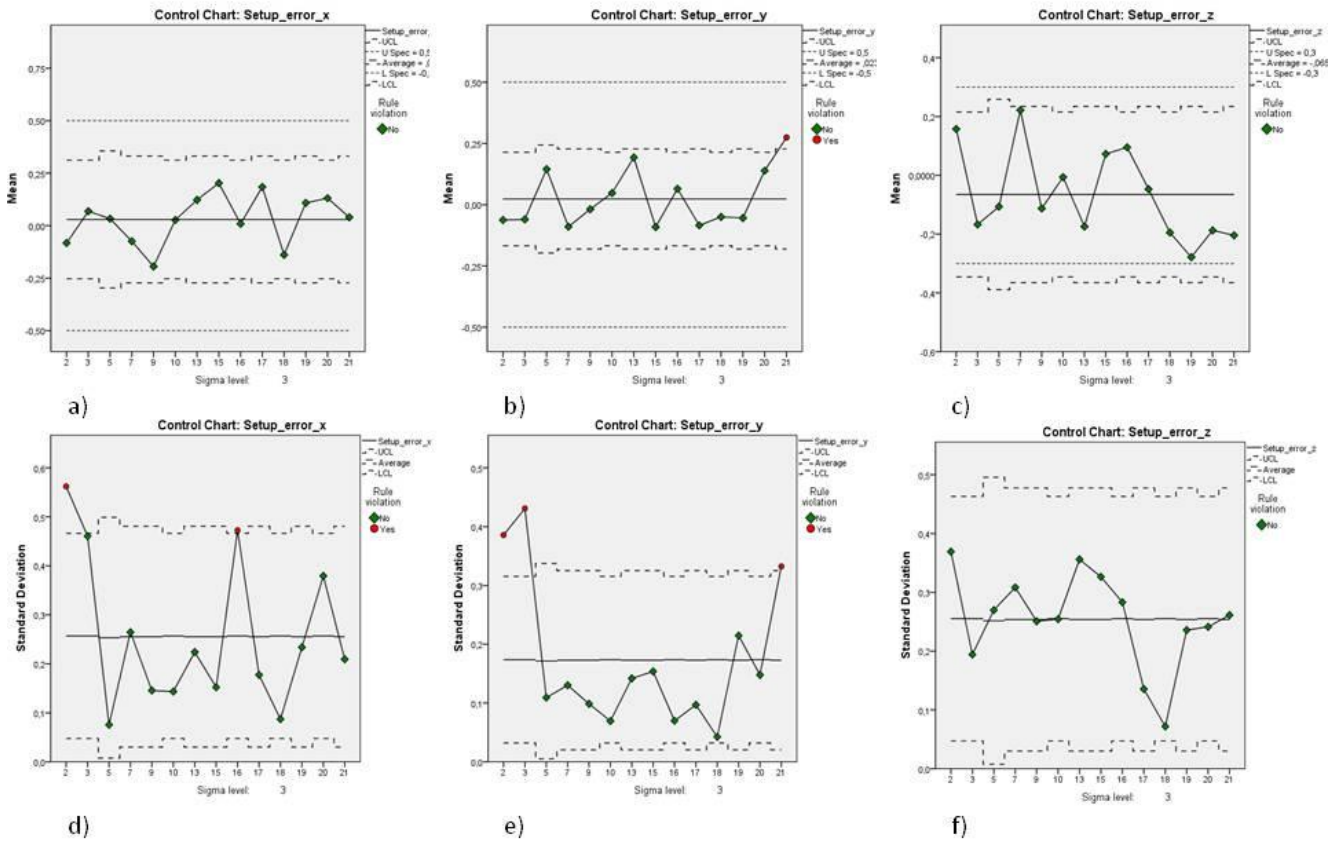 Control Chart: Setup_error_x
Setup_error,
UCL
U Spec = 0,5
Average = ,0
L Spec = -0,
LCL
Rule
violation
No
Mean
0,75
0,50
0,25
0,00
-0,25
-0,50
2 3 5 7 9 10 13 15 16 17 18 19 20 21
Sigma level: 3
a)
Control Chart: Setup_error_y
Setup_error_y
UCL
U Spec = 0,5
Average = ,02
L Spec = -0,5
LCL
Rule
violation
No
Yes
Mean
0,50
0,25
0,00
-0,25
-0,50
2 3 5 7 9 10 13 15 16 17 18 19 20 21
Sigma level: 3
b)
Control Chart: Setup_error_z
Setup_error_z
UCL
U Spec = 0,3
Average = -,065
L Spec = -0,3
LCL
Rule
violation
No
Mean
0,4
0,2
0,0000
-0,2
-0,4
-0,6
2 3 5 7 9 10 13 15 16 17 18 19 20 21
Sigma level: 3
c)
Control Chart: Setup_error_x
Setup_error_x
UCL
Average
LCL
Rule
violation
No
Yes
Standard Deviation
0,6
0,5
0,4
0,3
0,2
0,1
0,0
2 3 5 7 9 10 13 15 16 17 18 19 20 21
Sigma level: 3
d)
Control Chart: Setup_error_y
Setup_error_y
UCL
Average
LCL
Rule
violation
No
Yes
Standard Deviation
0,5
0,4
0,3
0,2
0,1
0,0
2 3 5 7 9 10 13 15 16 17 18 19 20 21
Sigma level: 3
e)
Control Chart: Setup_error_z
Setup_error_z
UCL
Average
LCL
Rule
violation
No
Standard Deviation
0,5
0,4
0,3
0,2
0,1
0,0
2 3 5 7 9 10 13 15 16 17 18 19 20 21
Sigma level: 3
f)